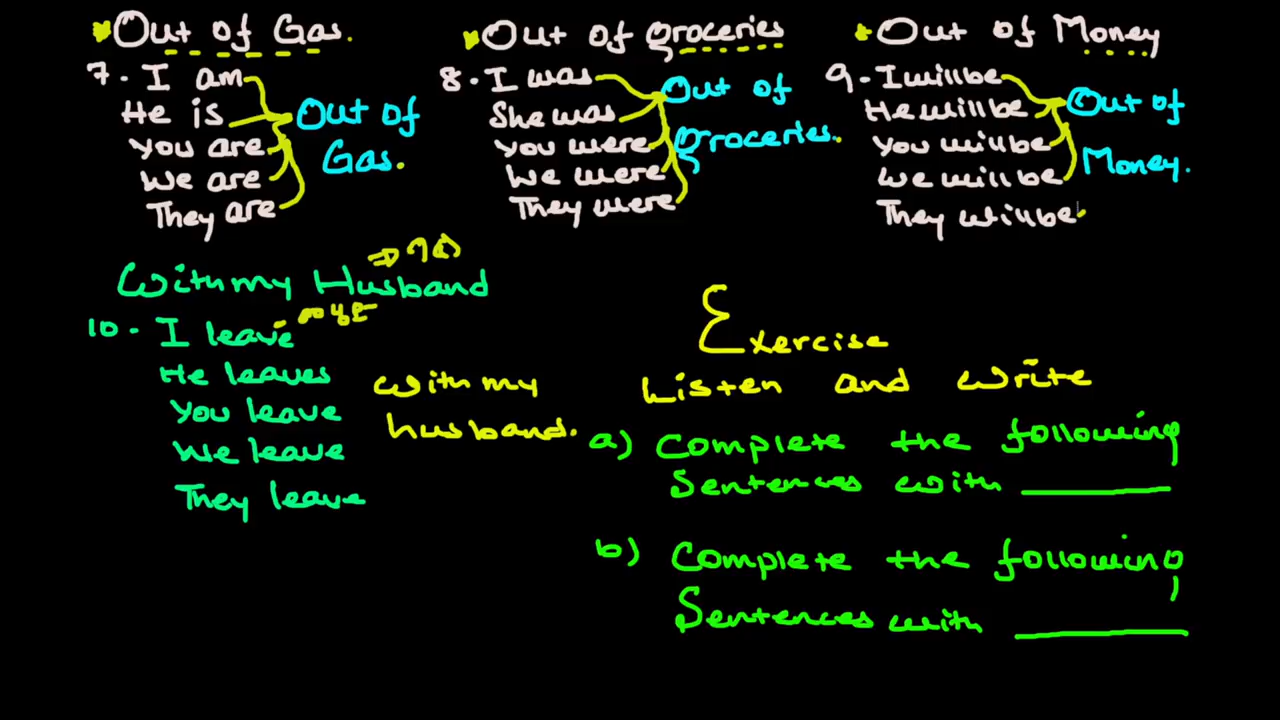 Out of Gas.
7. I am
He is
You are
We are
They are
Out of
Gas.
Out of groceries
8. I was
She was
You were
We were
They were
Out of
groceries.
Out of Money
9. I will be
He will be
You will be
We will be
They will be
Out of
Money.
With my Husband
10. I leave
He leaves
You leave
We leave
They leave
with my
husband.
Exercise
Listen and write
a) Complete the following
Sentences with ______
b) Complete the following
Sentences with ______